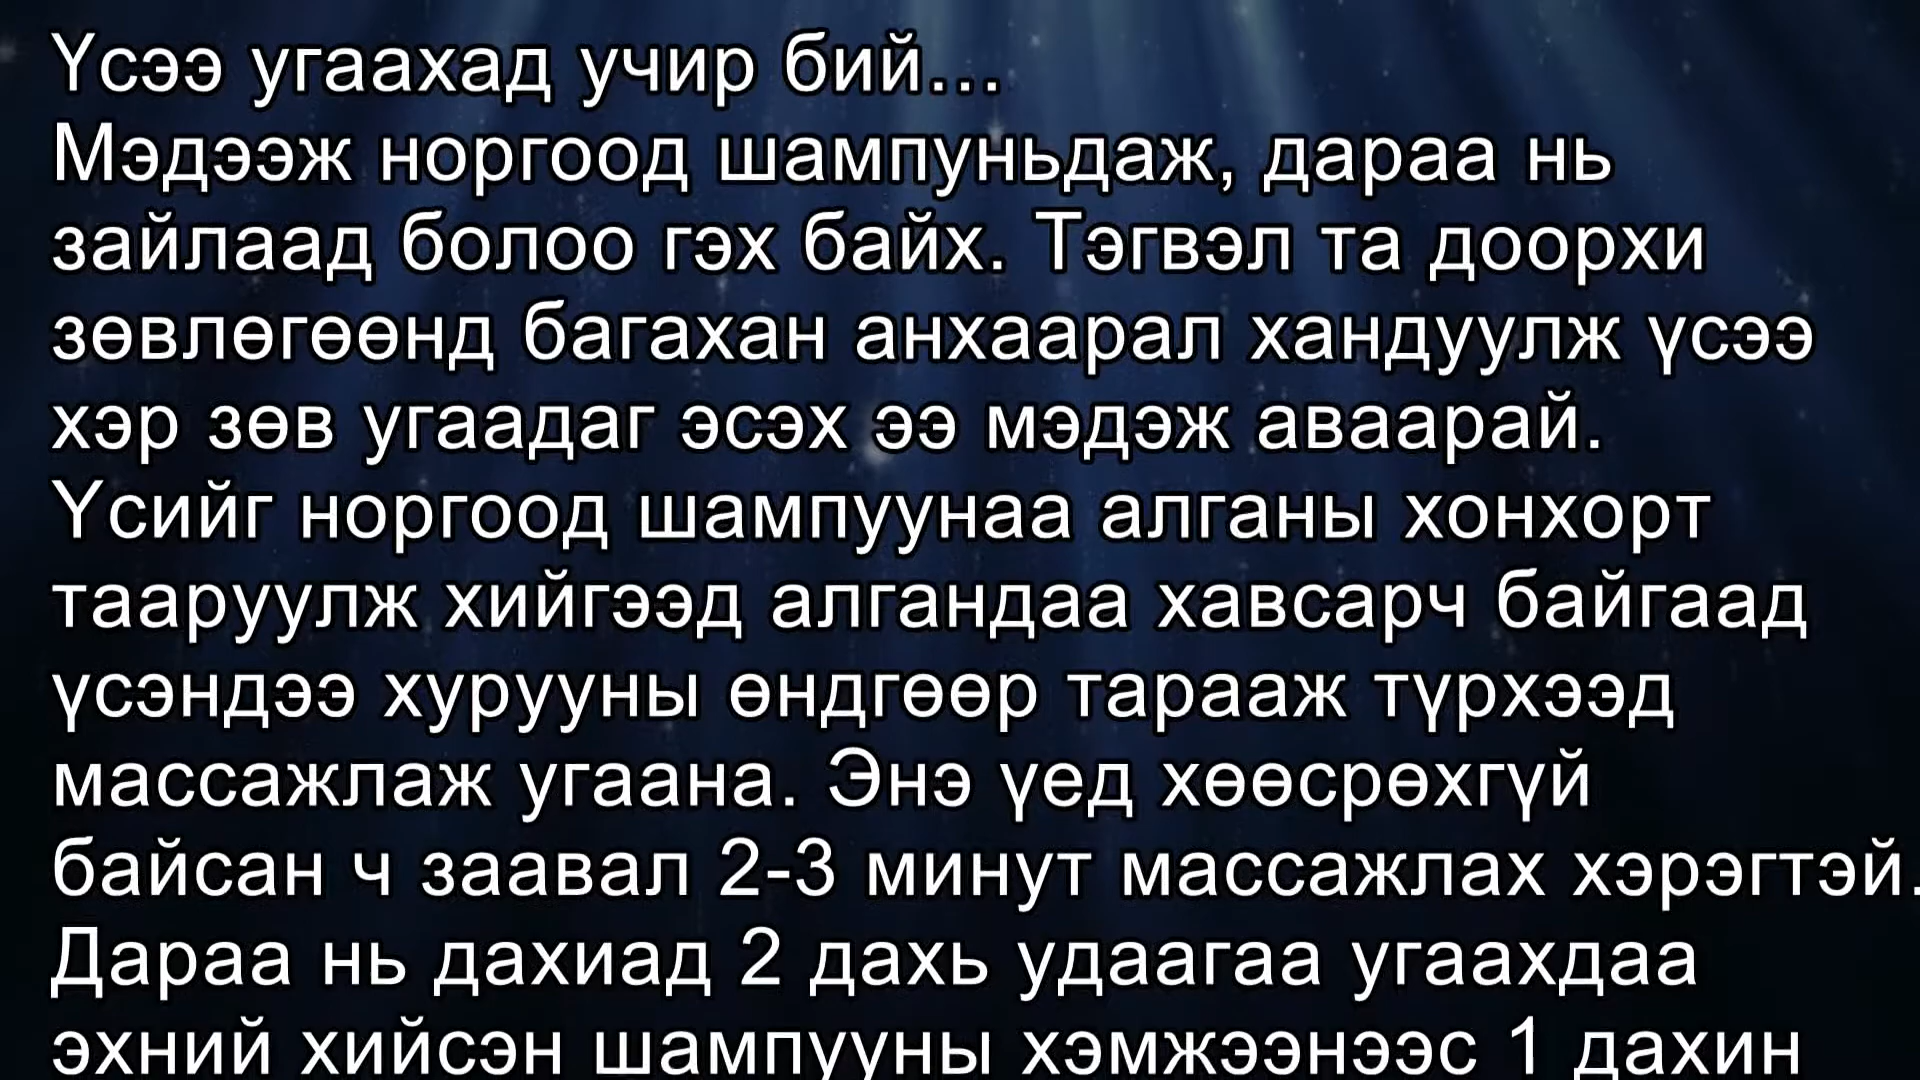 Үсээ угаахад учир бий...
Мэдээж норгоод шампуньдаж, дараа нь
зайлаад болоо гэх байх. Тэгвэл та доорхи
зөвлөгөөнд багахан анхаарал хандуулж үсээ
хэр зөв угаадаг эсэх ээ мэдэж аваарай.
Үсийг норгоод шампуунаа алганы хонхорт
тааруулж хийгээд алгандаа хавсарч байгаад
үсэндээ хурууны өндгөөр тарааж түрхээд
массажлаж угаана. Энэ үед хөөсрөхгүй
байсан ч заавал 2-3 минут массажлах хэрэгтэй.
Дараа нь дахиад 2 дахь удаагаа угаахдаа
эхний хийсэн шампууны хэмжээнээс 1 дахин